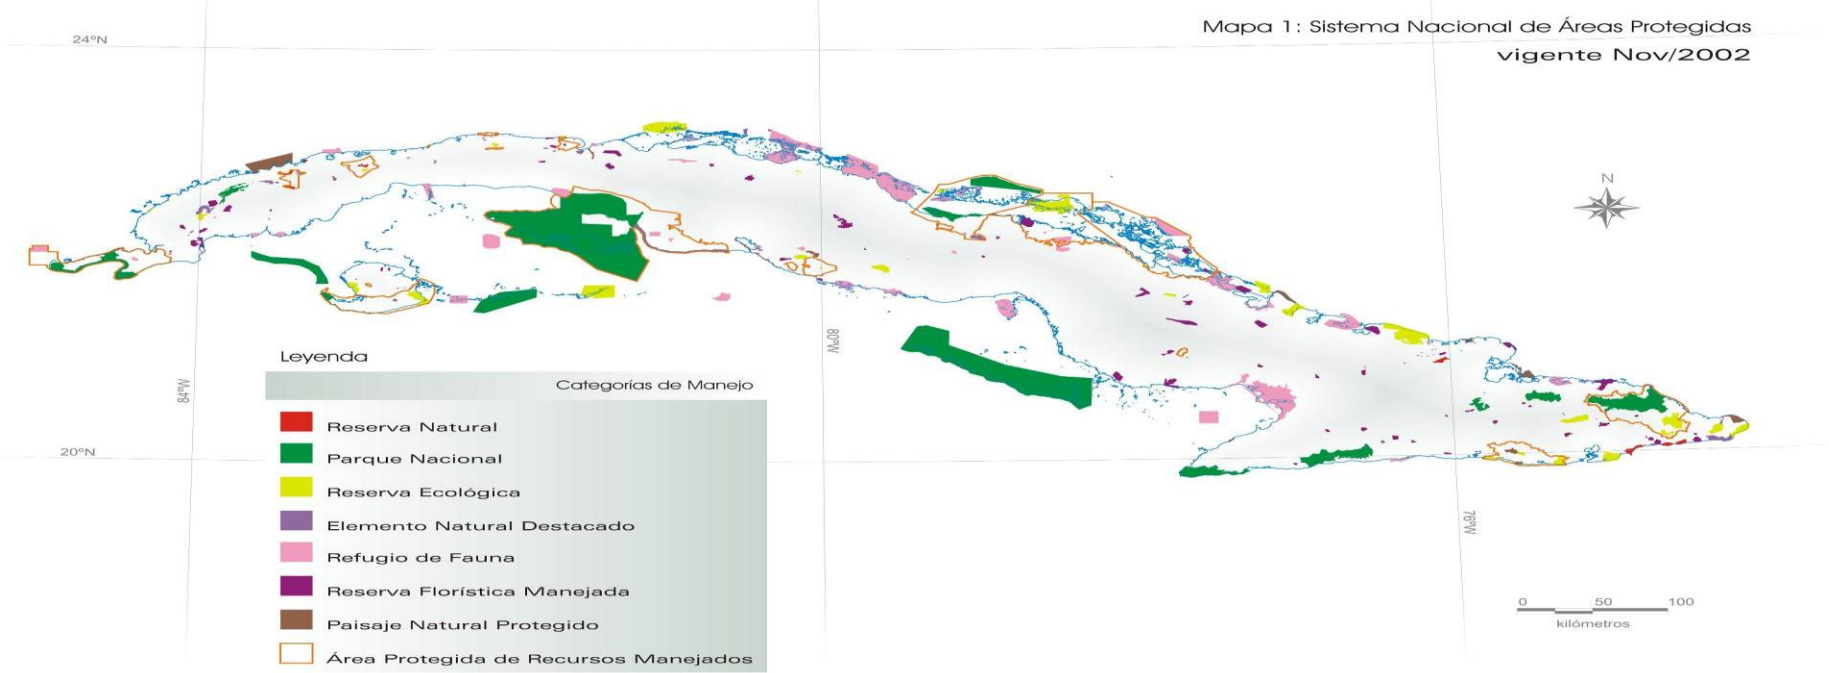 Mapa 1: Sistema Nacional de Áreas Protegidas
vigente Nov/2002
24ºN
N
80ºW
84ºW
20ºN
76ºW
Leyenda
Categorías de Manejo
Reserva Natural
Parque Nacional
Reserva Ecológica
Elemento Natural Destacado
Refugio de Fauna
Reserva Florística Manejada
Paisaje Natural Protegido
Área Protegida de Recursos Manejados
0 50 100
kilómetros